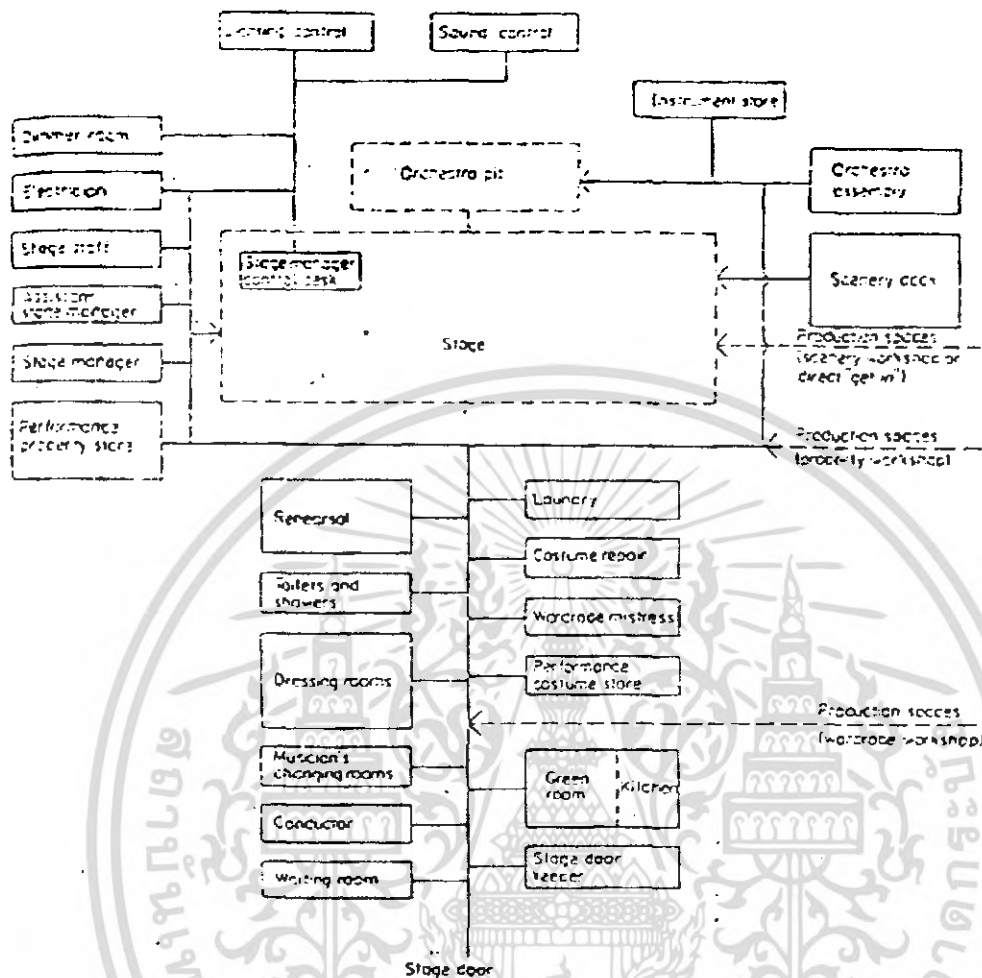 Lighting control
Sound control
Instrument store
Dimmer room
Orchestra pit
Orchestra
assembly
Electrician
Stage staff
Stage manager
control desk
Scenery dock
Assistant
stage manager
Stage
Production spaces
(scenery workshop or
direct "get in")
Stage manager
Performance
property store
Production spaces
(property workshop)
Rehearsal
Laundry
Costume repair
Toilets and
showers
Wardrobe mistress
Dressing rooms
Performance
costume store
Production spaces
(wardrobe workshop)
Musician's
changing rooms
Green
room
Kitchen
Conductor
Stage door
keeper
Waiting room
Stage door